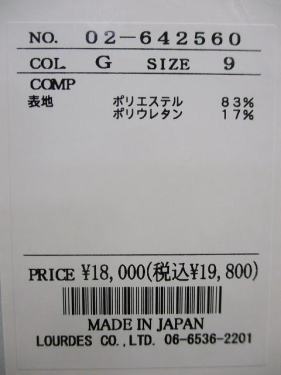 NO. 02-642560
COL. G SIZE 9
COMP
表地 ポリエステル 83%
ポリウレタン 17%
PRICE ¥18,000(税込¥19,800)
MADE IN JAPAN
LOURDES CO.,LTD. 06-6536-2201